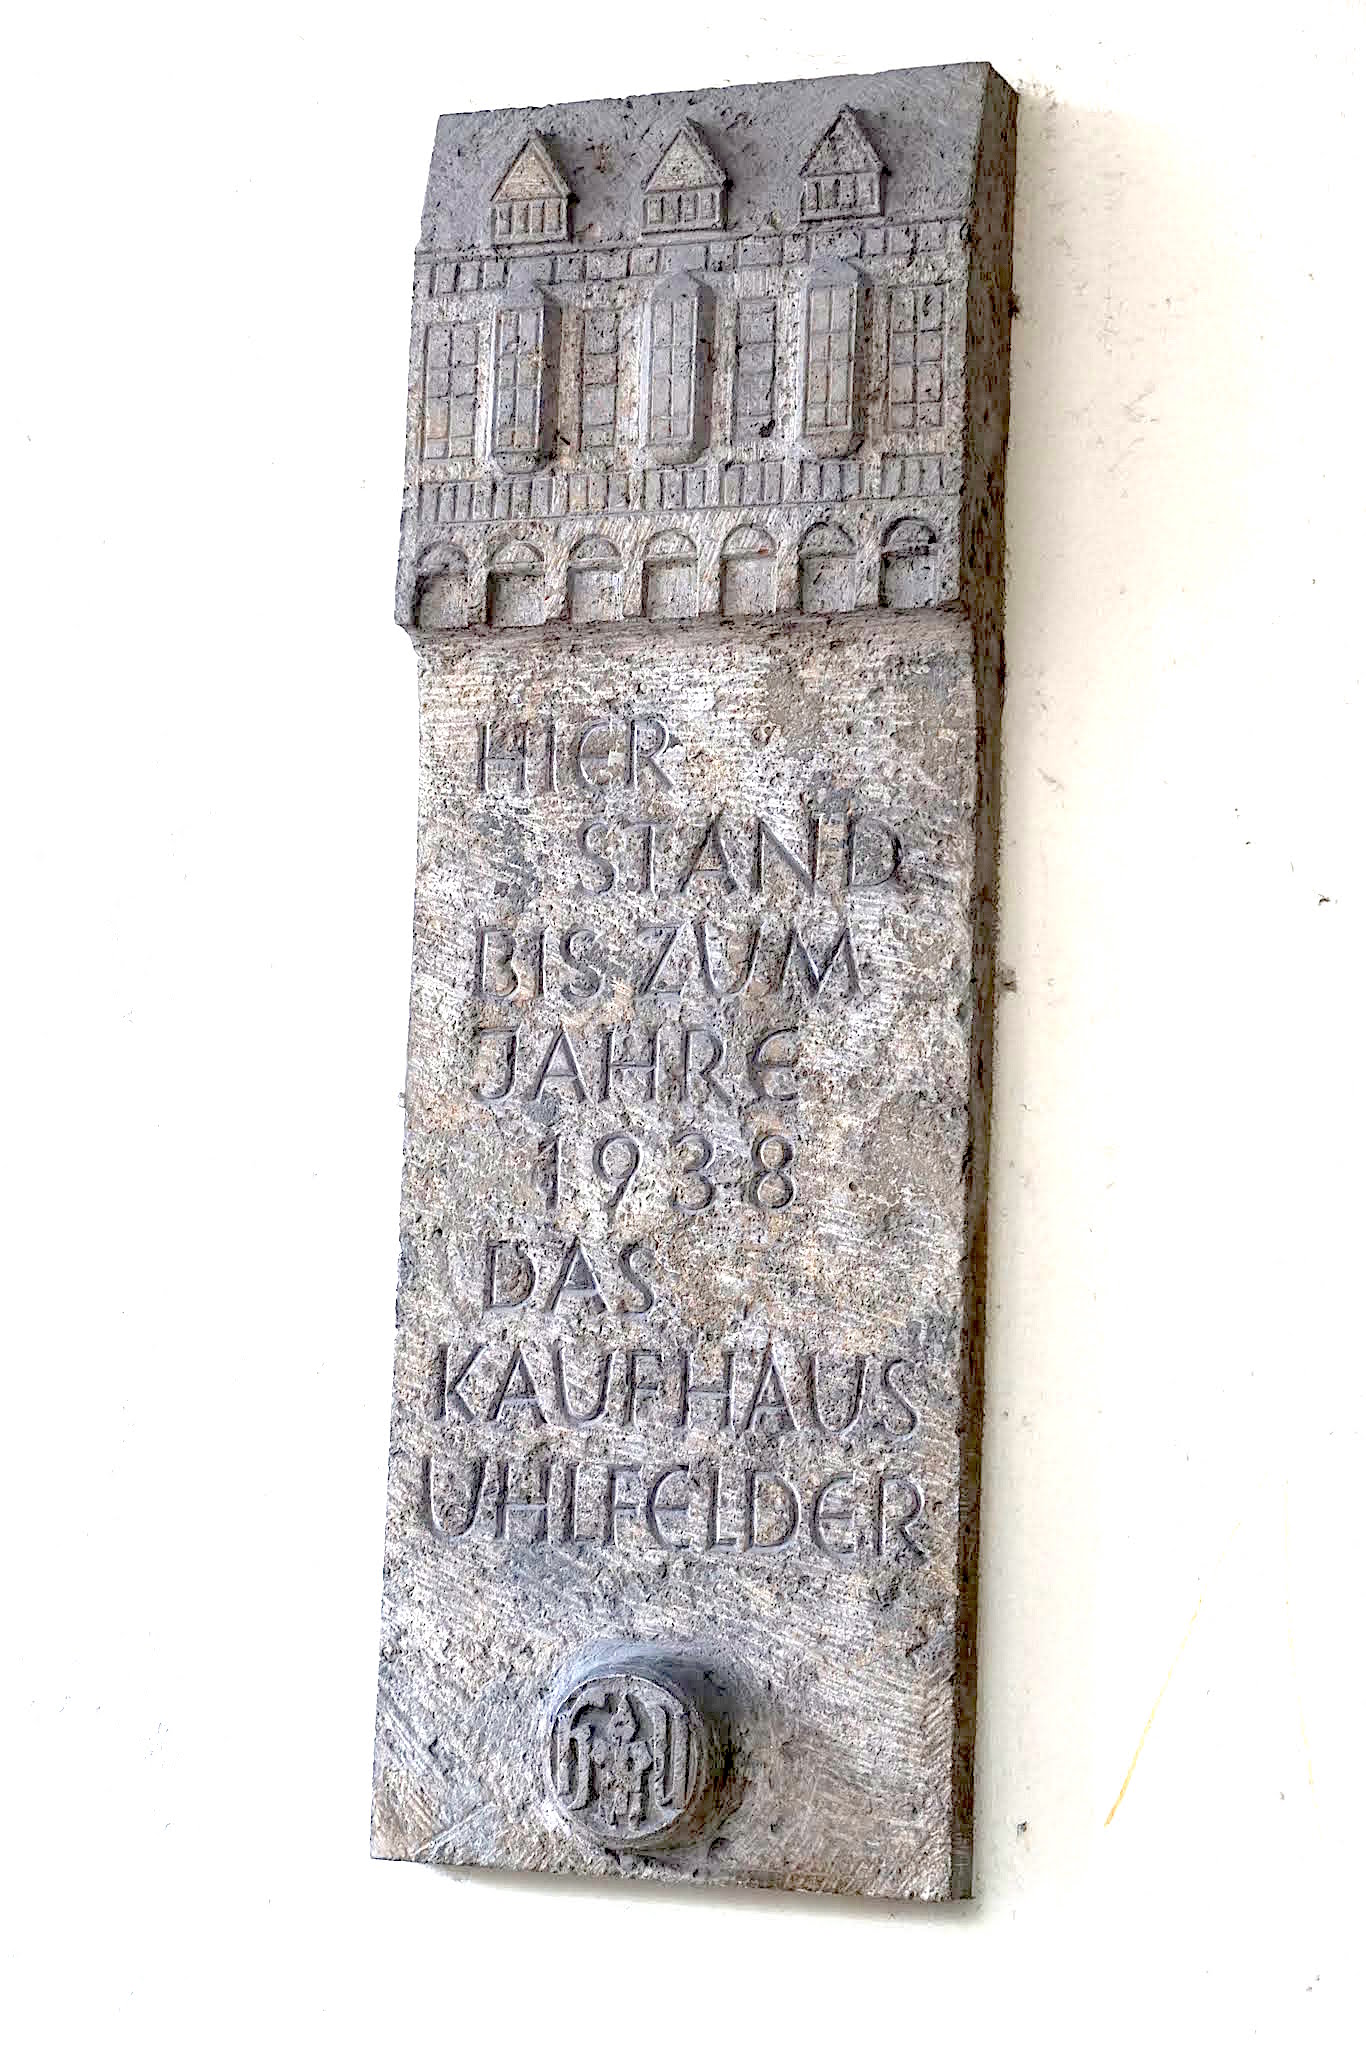 HIER
STAND
BIS ZUM
JAHRE
1938
DAS
KAUFHAUS
UHLFELDER